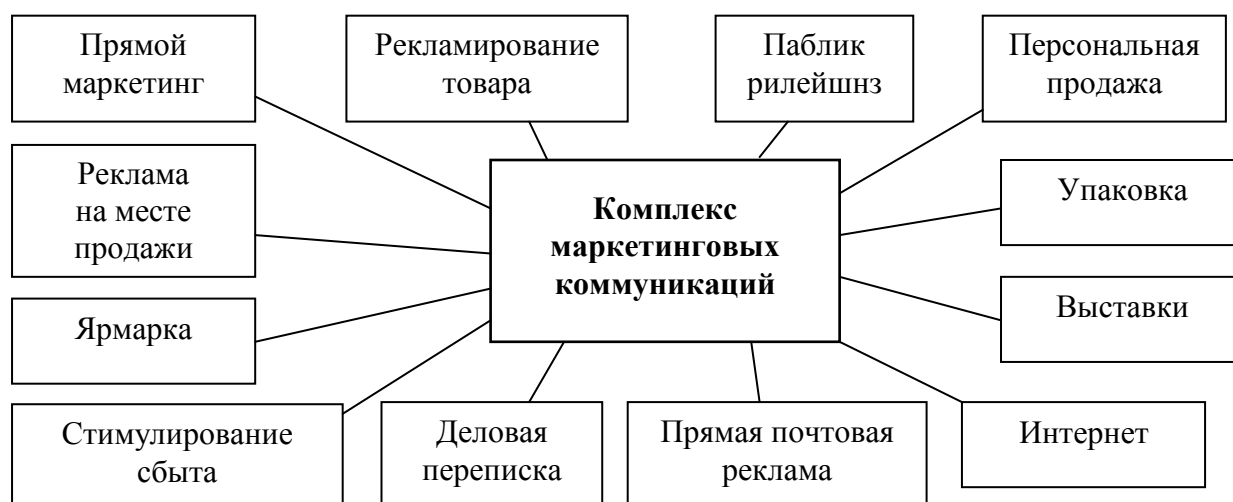 Прямой
маркетинг
Рекламирование
товара
Паблик
рилейшнз
Персональная
продажа
Реклама
на месте
продажи
Комплекс
маркетинговых
коммуникаций
Упаковка
Ярмарка
Выставки
Стимулирование
сбыта
Деловая
переписка
Прямая почтовая
реклама
Интернет